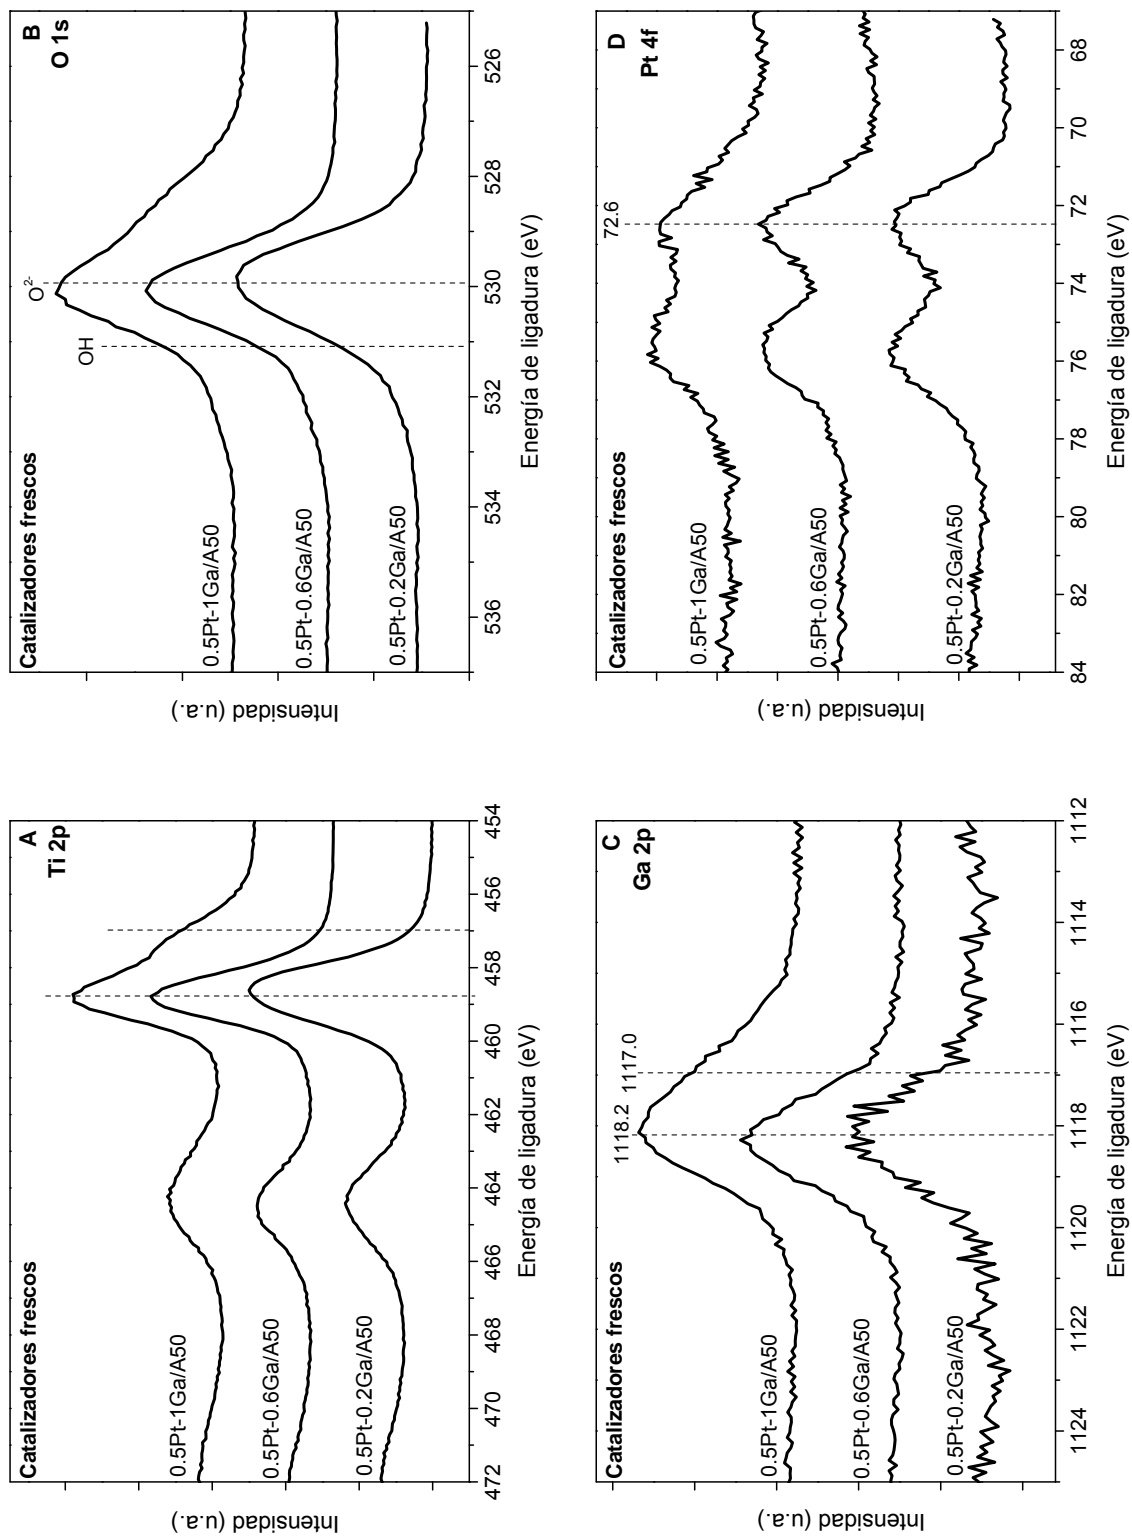 Catalizadores frescos
A
Ti 2p
0.5Pt-1Ga/A50
0.5Pt-0.6Ga/A50
0.5Pt-0.2Ga/A50
472 470 468 466 464 462 460 458 456 454
Energía de ligadura (eV)
Intensidad (u.a.)
Catalizadores frescos
B
O 1s
O2-
OH
0.5Pt-1Ga/A50
0.5Pt-0.6Ga/A50
0.5Pt-0.2Ga/A50
536 534 532 530 528 526
Energía de ligadura (eV)
Intensidad (u.a.)
Catalizadores frescos
C
Ga 2p
1118.2 1117.0
0.5Pt-1Ga/A50
0.5Pt-0.6Ga/A50
0.5Pt-0.2Ga/A50
1124 1122 1120 1118 1116 1114 1112
Energía de ligadura (eV)
Intensidad (u.a.)
Catalizadores frescos
D
Pt 4f
72.6
0.5Pt-1Ga/A50
0.5Pt-0.6Ga/A50
0.5Pt-0.2Ga/A50
84 82 80 78 76 74 72 70 68
Energía de ligadura (eV)
Intensidad (u.a.)